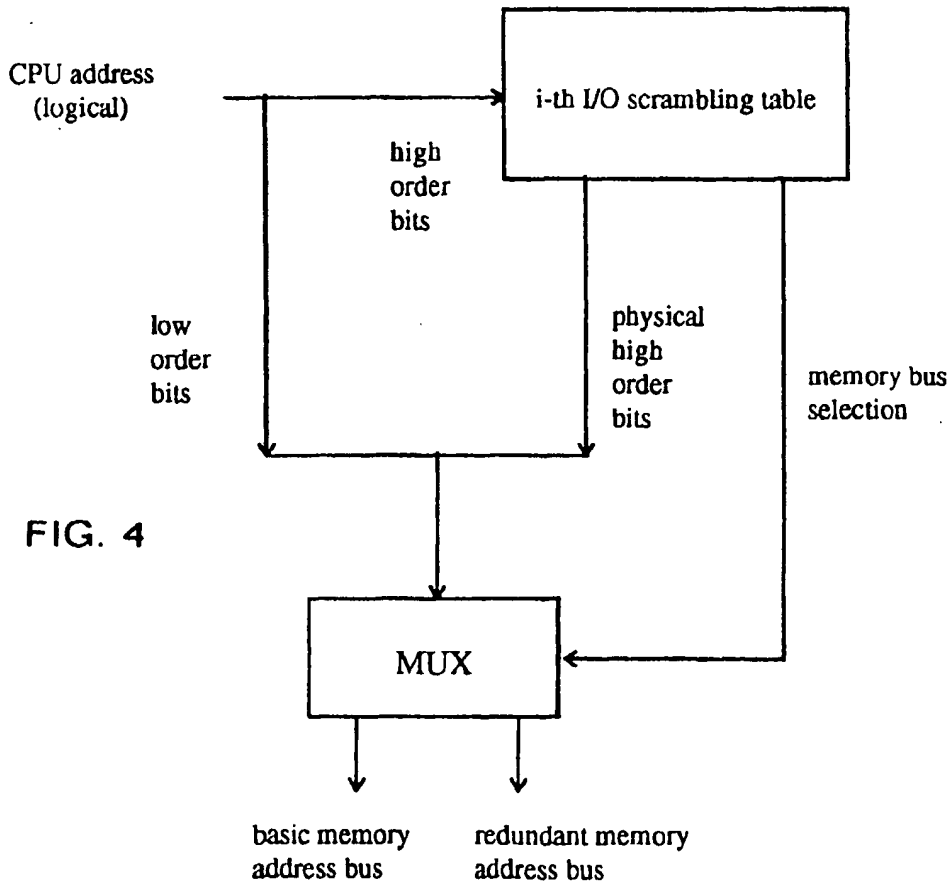 CPU address
(logical)
i-th I/O scrambling table
high
order
bits
low
order
bits
physical
high
order
bits
memory bus
selection
FIG. 4
MUX
basic memory
address bus
redundant memory
address bus